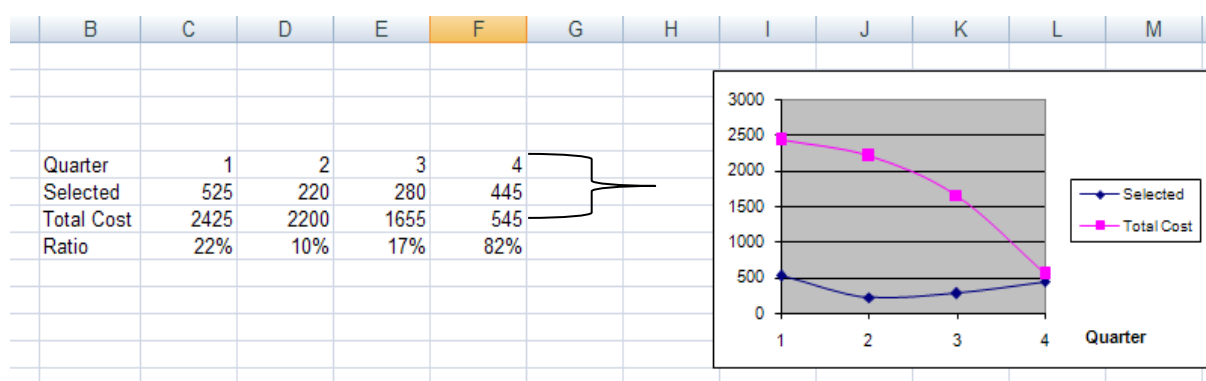 B C D E F G H I J K L M
Quarter 1 2 3 4
Selected 525 220 280 445
Total Cost 2425 2200 1655 545
Ratio 22% 10% 17% 82%
3000
2500
2000
1500
1000
500
0
1 2 3 4 Quarter
Selected
Total Cost